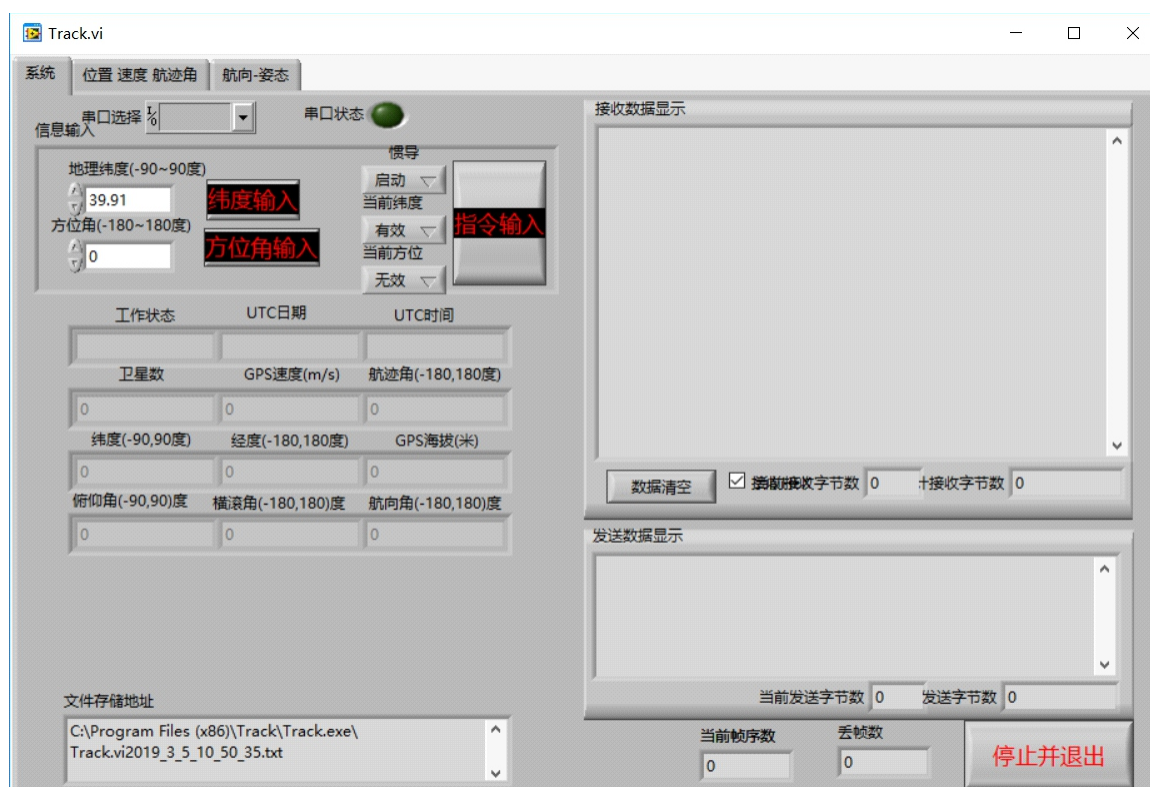 Track.vi
系统 位置 速度 航迹角 航向-姿态
串口选择 串口状态
信息输入
地理纬度(-90~90度)
39.91
纬度输入
方位角(-180~180度)
0
方位角输入
惯导
启动
当前纬度
有效
当前方位
无效
指令输入
工作状态 UTC日期 UTC时间
卫星数 GPS速度(m/s) 航迹角(-180,180度)
0 0 0
纬度(-90,90度) 经度(-180,180度) GPS海拔(米)
0 0 0
俯仰角(-90,90)度 横滚角(-180,180)度 航向角(-180,180)度
0 0 0
文件存储地址
C:\Program Files (x86)\Track\Track.exe\
Track.vi2019_3_5_10_50_35.txt
接收数据显示
数据清空 接收字节数 0 接收字节数 0
发送数据显示
当前发送字节数 0 发送字节数 0
当前帧序数 丢帧数
0 0
停止并退出